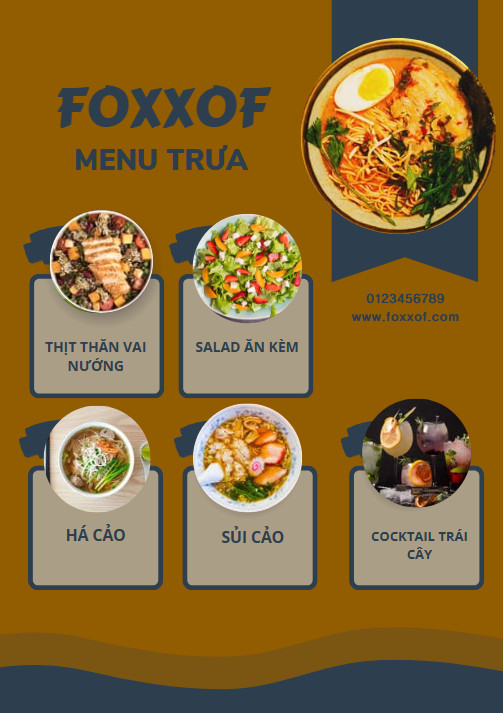 FOXXOF
MENU TRƯA
0123456789
www.foxxof.com
THỊT THĂN VAI
NƯỚNG
SALAD ĂN KÈM
HÁ CẢO
SỦI CẢO
COCKTAIL TRÁI
CÂY